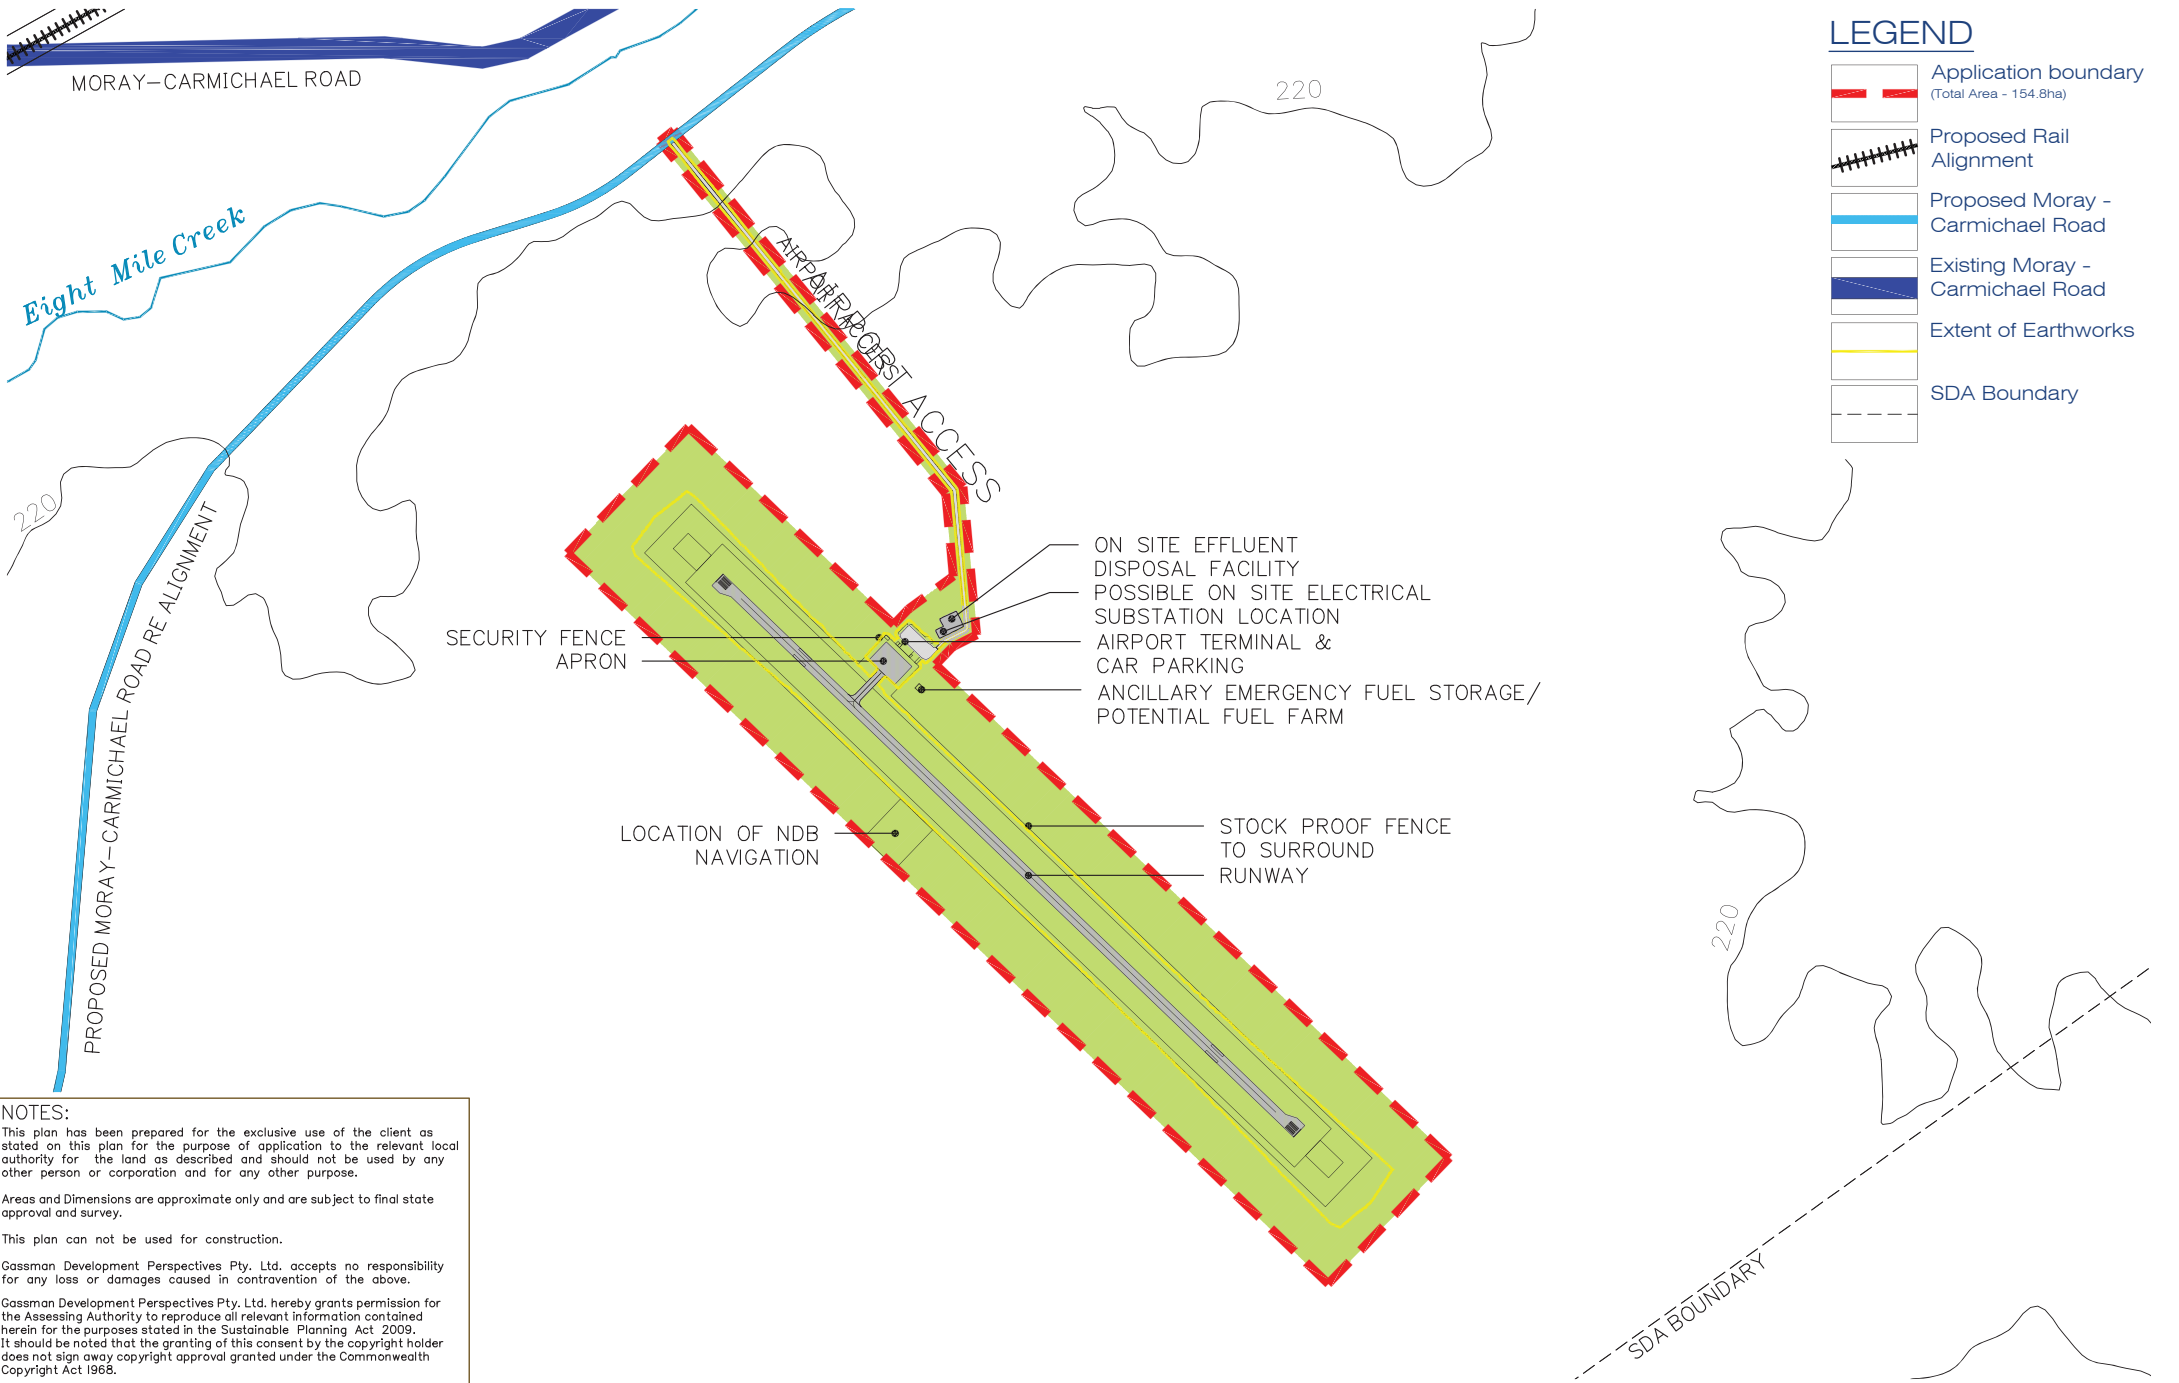 MORAY-CARMICHAEL ROAD
Eight Mile Creek
220
220
PROPOSED MORAY-CARMICHAEL ROAD RE ALIGNMENT
AIRPORT ACCESS
AIRPORT ACCESS
ON SITE EFFLUENT
DISPOSAL FACILITY
POSSIBLE ON SITE ELECTRICAL
SUBSTATION LOCATION
SECURITY FENCE
APRON
AIRPORT TERMINAL &
CAR PARKING
ANCILLARY EMERGENCY FUEL STORAGE/
POTENTIAL FUEL FARM
LOCATION OF NDB
NAVIGATION
STOCK PROOF FENCE
TO SURROUND
RUNWAY
220
SDA BOUNDARY
LEGEND
Application boundary
(Total Area - 154.8ha)
Proposed Rail
Alignment
Proposed Moray -
Carmichael Road
Existing Moray -
Carmichael Road
Extent of Earthworks
SDA Boundary
NOTES:
This plan has been prepared for the exclusive use of the client as
stated on this plan for the purpose of application to the relevant local
authority for the land as described and should not be used by any
other person or corporation and for any other purpose.
Areas and Dimensions are approximate only and are subject to final state
approval and survey.
This plan can not be used for construction.
Gassman Development Perspectives Pty. Ltd. accepts no responsibility
for any loss or damages caused in contravention of the above.
Gassman Development Perspectives Pty. Ltd. hereby grants permission for
the Assessing Authority to reproduce all relevant information contained
herein for the purposes stated in the Sustainable Planning Act 2009.
It should be noted that the granting of this consent by the copyright holder
does not sign away copyright approval granted under the Commonwealth
Copyright Act 1968.